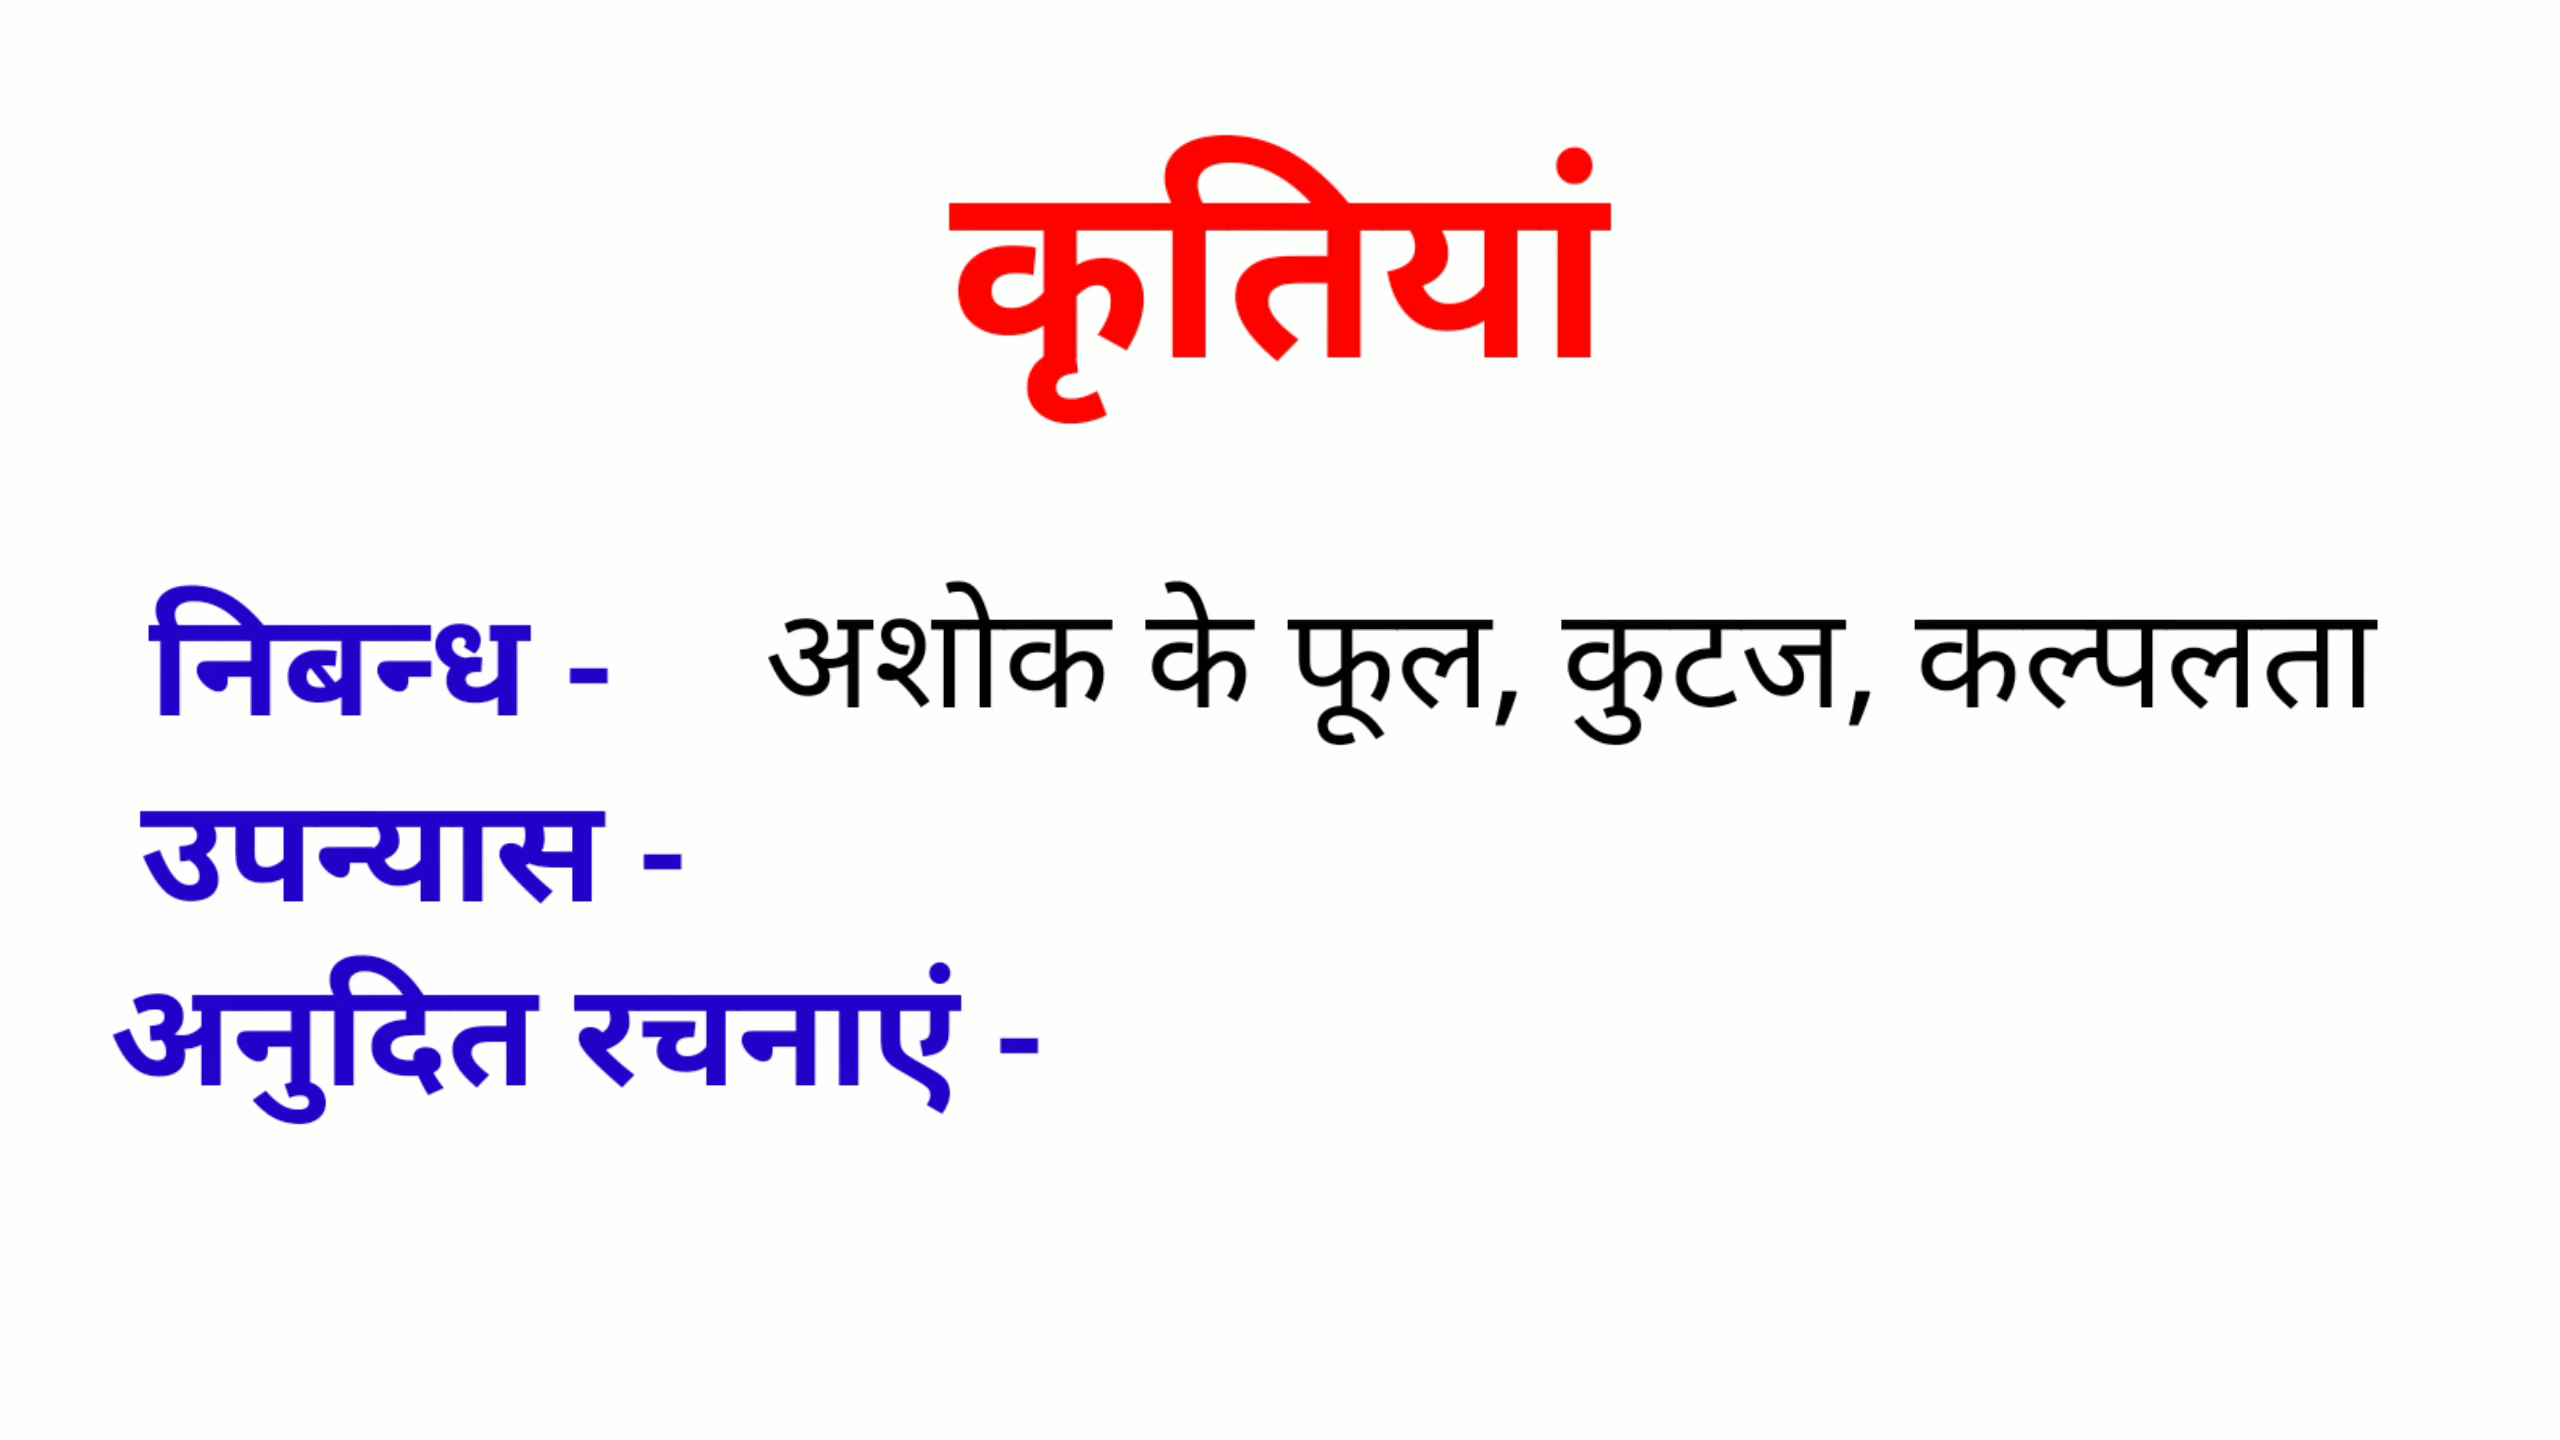 कृतियां
निबन्ध - अशोक के फूल, कुटज, कल्पलता
उपन्यास -
अनुदित रचनाएं -